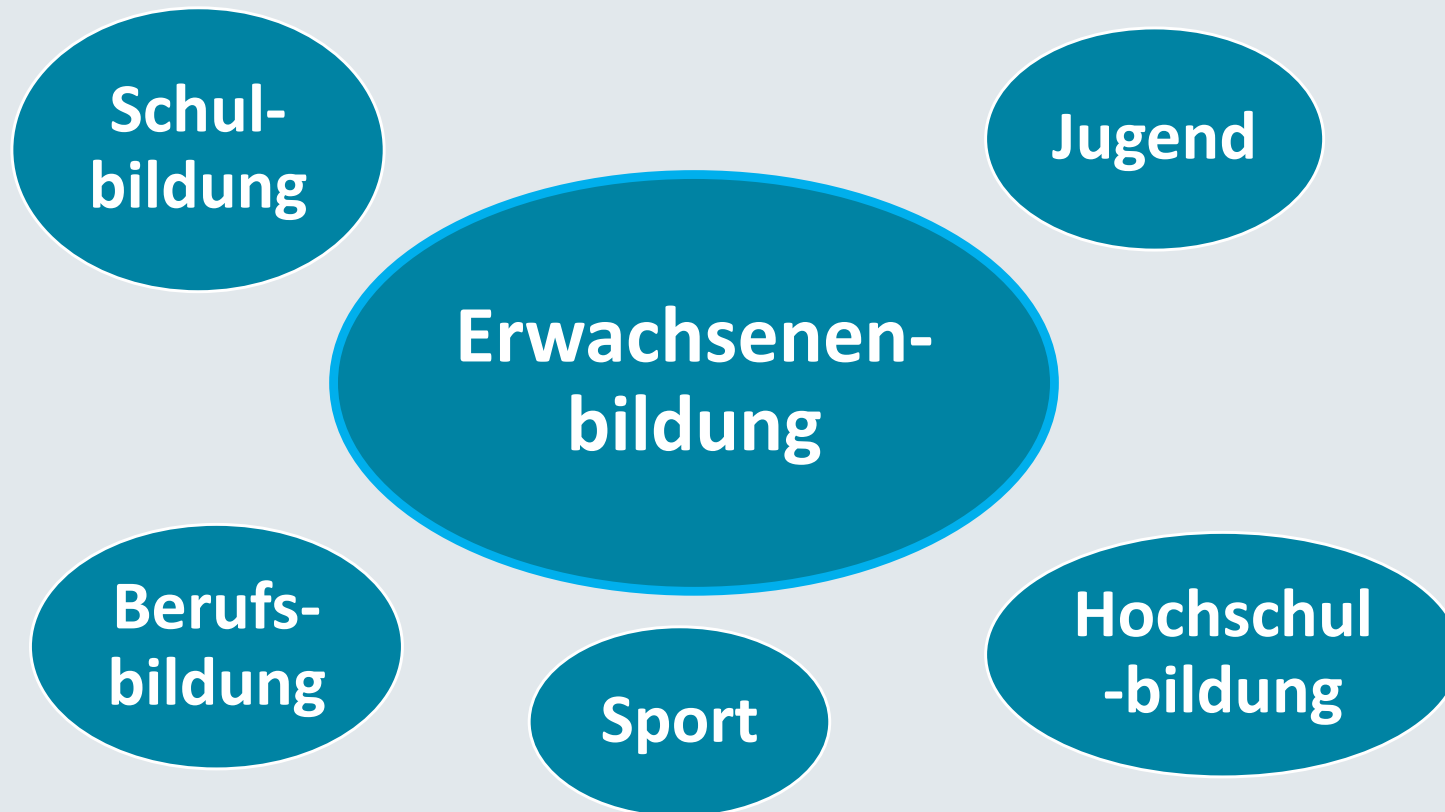 Schul-
bildung
Jugend
Erwachsenen-
bildung
Berufs-
bildung
Sport
Hochschul
-bildung